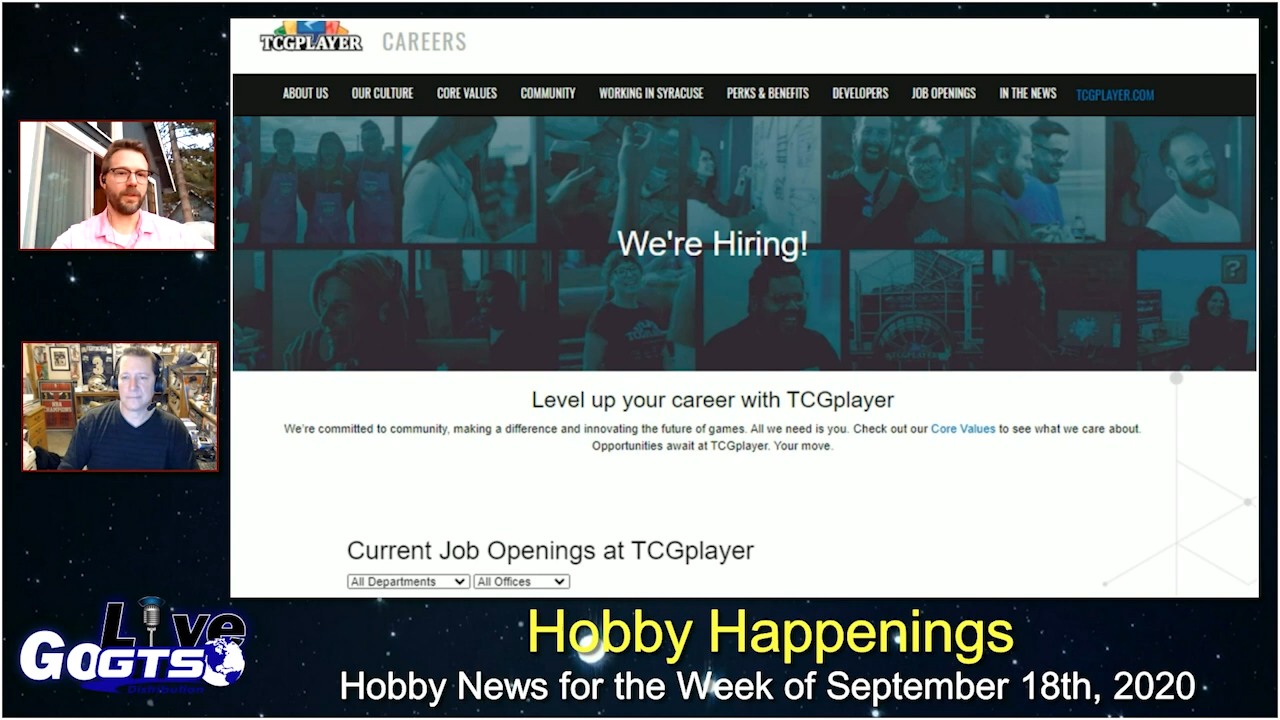 TCGPLAYER CAREERS
ABOUT US OUR CULTURE CORE VALUES COMMUNITY WORKING IN SYRACUSE PERKS & BENEFITS DEVELOPERS JOB OPENINGS IN THE NEWS TCGPLAYER.COM
We're Hiring!
?
TCGPLAYER
Level up your career with TCGplayer
We're committed to community, making a difference and innovating the future of games. All we need is you. Check out our Core Values to see what we care about.
Opportunities await at TCGplayer. Your move.
Current Job Openings at TCGplayer
All Departments All Offices
NBA
CHAMPIONS
Live
GOGTS
Distribution
Hobby Happenings
Hobby News for the Week of September 18th, 2020